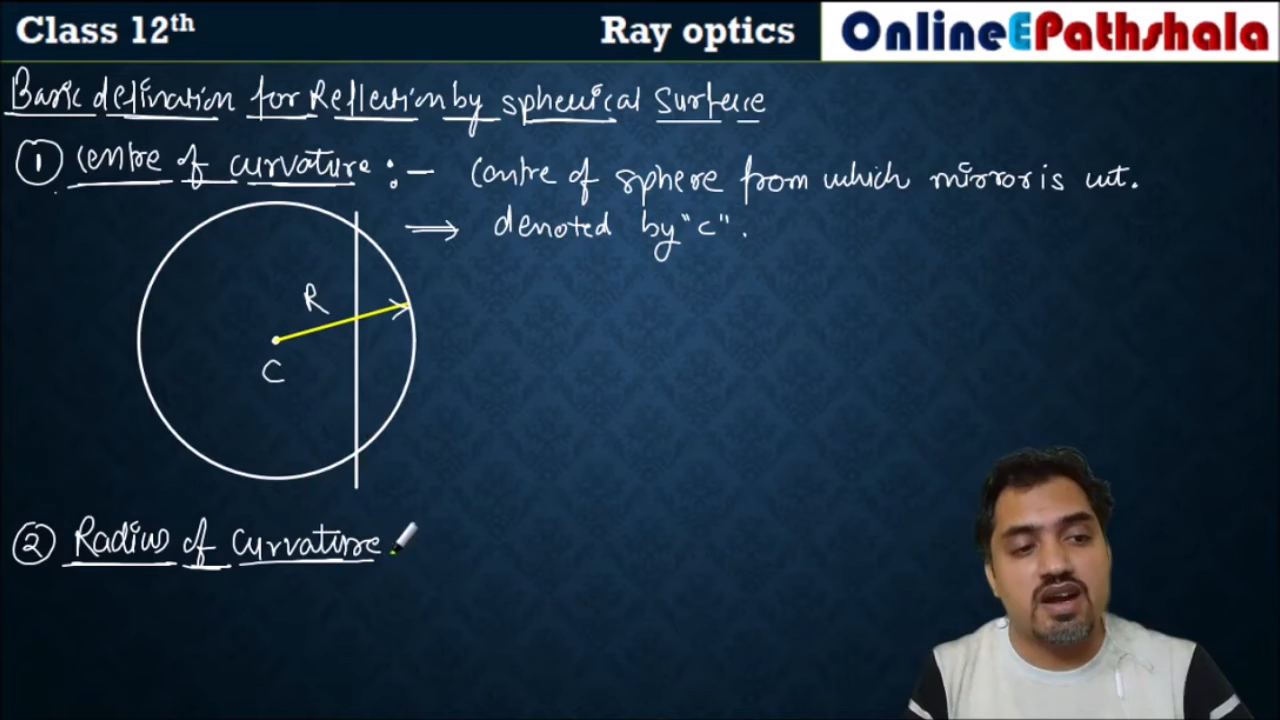 Class 12th
Ray optics
OnlineEPathshala
Basic defination for Reflection by spherical Surface
① Centre of curvature :— Centre of sphere from which mirror is cut.
⟹ denoted by "C".
R
C
② Radius of Curvature